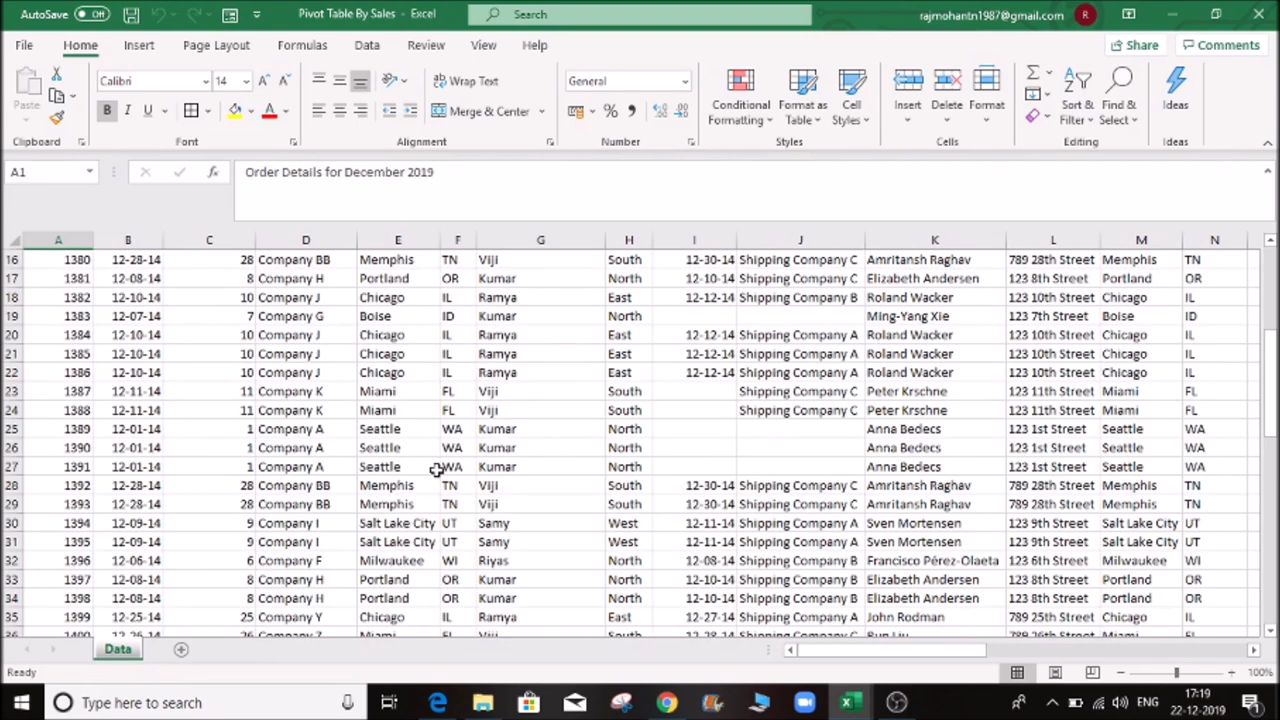 AutoSave Off Pivot Table By Sales - Excel Search rajmohantn1987@gmail.com R
File Home Insert Page Layout Formulas Data Review View Help Share Comments
Paste Calibri 14 Wrap Text General Conditional Formatting Format as Table Cell Styles Insert Delete Format Sort & Filter Find & Select Ideas
B I U A Merge & Center % ,
Clipboard Font Alignment Number Styles Cells Editing Ideas
A1 fx Order Details for December 2019
A B C D E F G H I J K L M N
16 1380 12-28-14 28 Company BB Memphis TN Viji South 12-30-14 Shipping Company C Amritansh Raghav 789 28th Street Memphis TN
17 1381 12-08-14 8 Company H Portland OR Kumar North 12-10-14 Shipping Company C Elizabeth Andersen 123 8th Street Portland OR
18 1382 12-10-14 10 Company J Chicago IL Ramya East 12-12-14 Shipping Company B Roland Wacker 123 10th Street Chicago IL
19 1383 12-07-14 7 Company G Boise ID Kumar North Ming-Yang Xie 123 7th Street Boise ID
20 1384 12-10-14 10 Company J Chicago IL Ramya East 12-12-14 Shipping Company A Roland Wacker 123 10th Street Chicago IL
21 1385 12-10-14 10 Company J Chicago IL Ramya East 12-12-14 Shipping Company A Roland Wacker 123 10th Street Chicago IL
22 1386 12-10-14 10 Company J Chicago IL Ramya East 12-12-14 Shipping Company A Roland Wacker 123 10th Street Chicago IL
23 1387 12-11-14 11 Company K Miami FL Viji South Shipping Company C Peter Krschne 123 11th Street Miami FL
24 1388 12-11-14 11 Company K Miami FL Viji South Shipping Company C Peter Krschne 123 11th Street Miami FL
25 1389 12-01-14 1 Company A Seattle WA Kumar North Anna Bedecs 123 1st Street Seattle WA
26 1390 12-01-14 1 Company A Seattle WA Kumar North Anna Bedecs 123 1st Street Seattle WA
27 1391 12-01-14 1 Company A Seattle WA Kumar North Anna Bedecs 123 1st Street Seattle WA
28 1392 12-28-14 28 Company BB Memphis TN Viji South 12-30-14 Shipping Company C Amritansh Raghav 789 28th Street Memphis TN
29 1393 12-28-14 28 Company BB Memphis TN Viji South 12-30-14 Shipping Company C Amritansh Raghav 789 28th Street Memphis TN
30 1394 12-09-14 9 Company I Salt Lake City UT Samy West 12-11-14 Shipping Company A Sven Mortensen 123 9th Street Salt Lake City UT
31 1395 12-09-14 9 Company I Salt Lake City UT Samy West 12-11-14 Shipping Company A Sven Mortensen 123 9th Street Salt Lake City UT
32 1396 12-06-14 6 Company F Milwaukee WI Riyas North 12-08-14 Shipping Company B Francisco Pérez-Olaeta 123 6th Street Milwaukee WI
33 1397 12-08-14 8 Company H Portland OR Kumar North 12-10-14 Shipping Company B Elizabeth Andersen 123 8th Street Portland OR
34 1398 12-08-14 8 Company H Portland OR Kumar North 12-10-14 Shipping Company B Elizabeth Andersen 123 8th Street Portland OR
35 1399 12-25-14 25 Company Y Chicago IL Ramya East 12-27-14 Shipping Company A John Rodman 789 25th Street Chicago IL
36 1400 12-26-14 26 Company Z Miami FL Viji South 12-28-14 Shipping Company C Run Liu 789 26th Street Miami FL
Data
Ready 100%
Type here to search ENG 17:19
22-12-2019